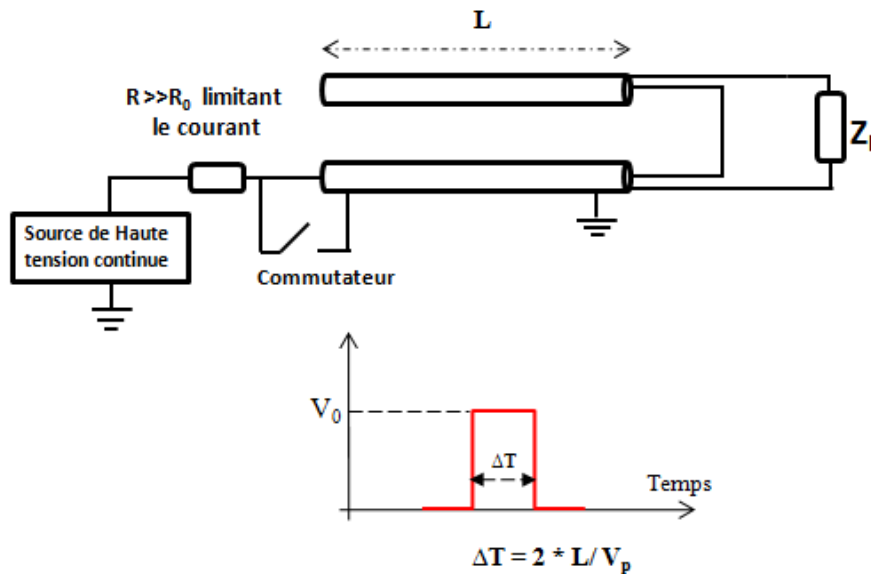 L
R>>R₀ limitant
le courant
Z
Source de Haute
tension continue
Commutateur
V₀
ΔT
Temps
ΔT = 2 * L/ Vₚ